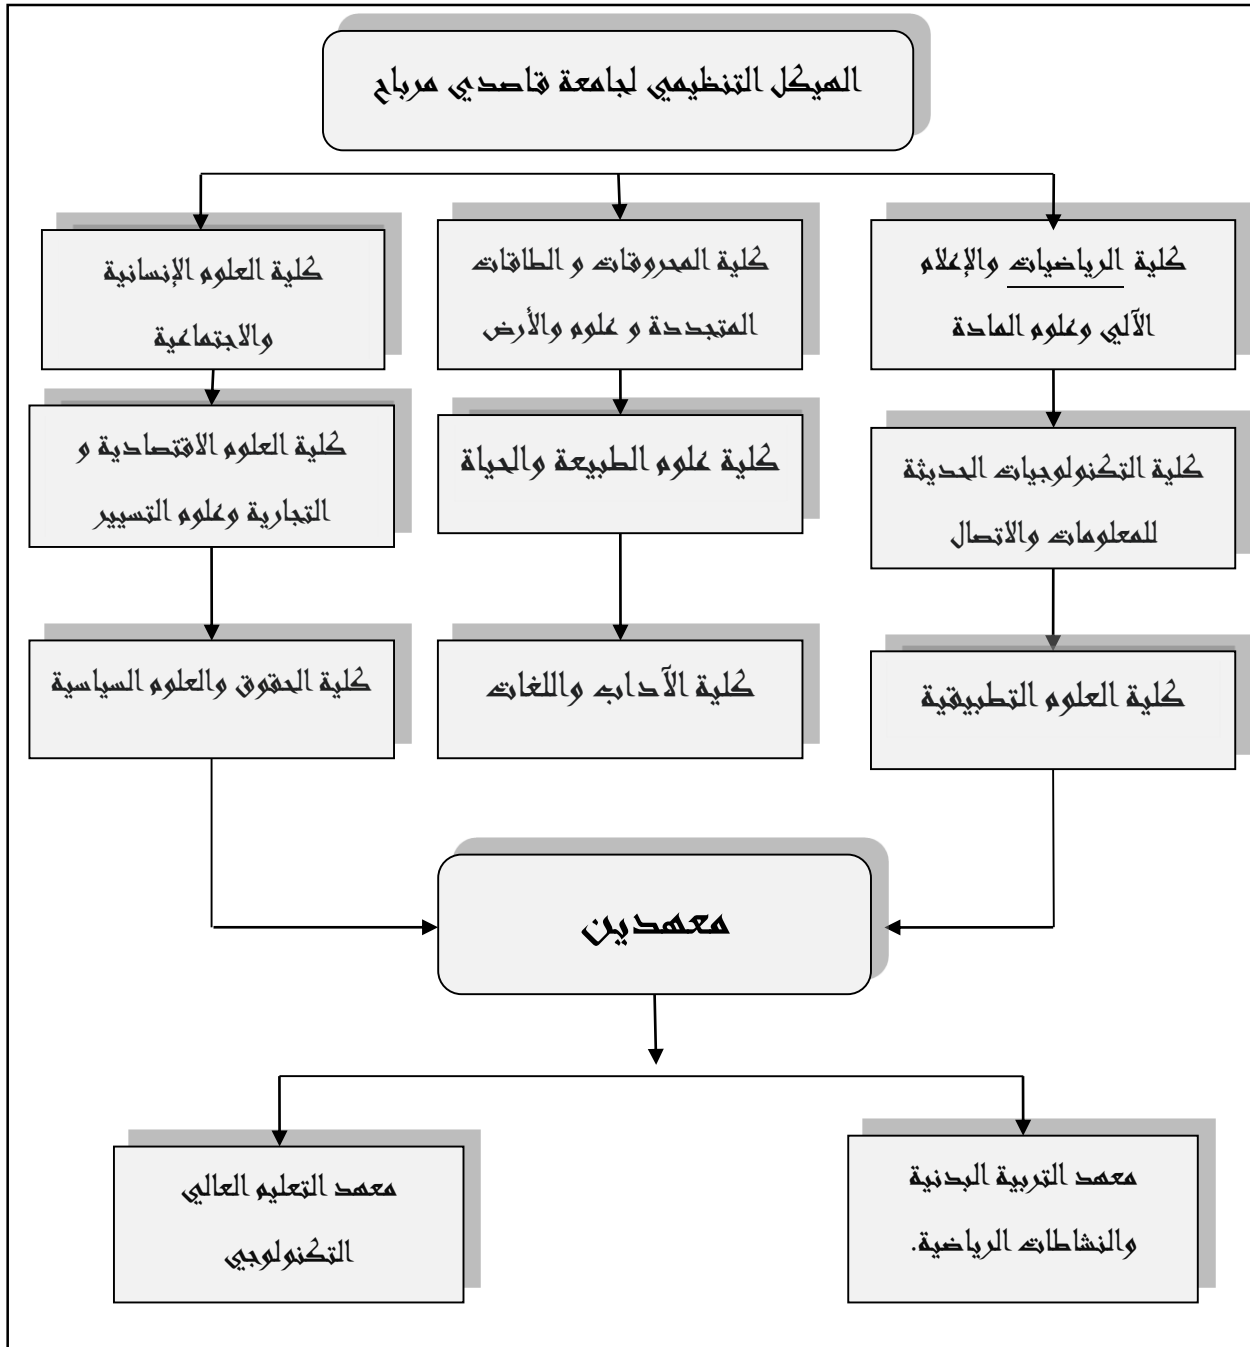 الهيكل التنظيمي لجامعة قاصدي مرباح
كلية الرياضيات والإعلام
الآلي وعلوم المادة
كلية المحروقات و الطاقات
المتجددة و علوم والأرض
كلية العلوم الإنسانية
والاجتماعية
كلية التكنولوجيات الحديثة
للمعلومات والاتصال
كلية علوم الطبيعة والحياة
كلية العلوم الاقتصادية و
التجارية وعلوم التسيير
كلية العلوم التطبيقية
كلية الآداب واللغات
كلية الحقوق والعلوم السياسية
معهدين
معهد التربية البدنية
والنشاطات الرياضية.
معهد التعليم العالي
التكنولوجي